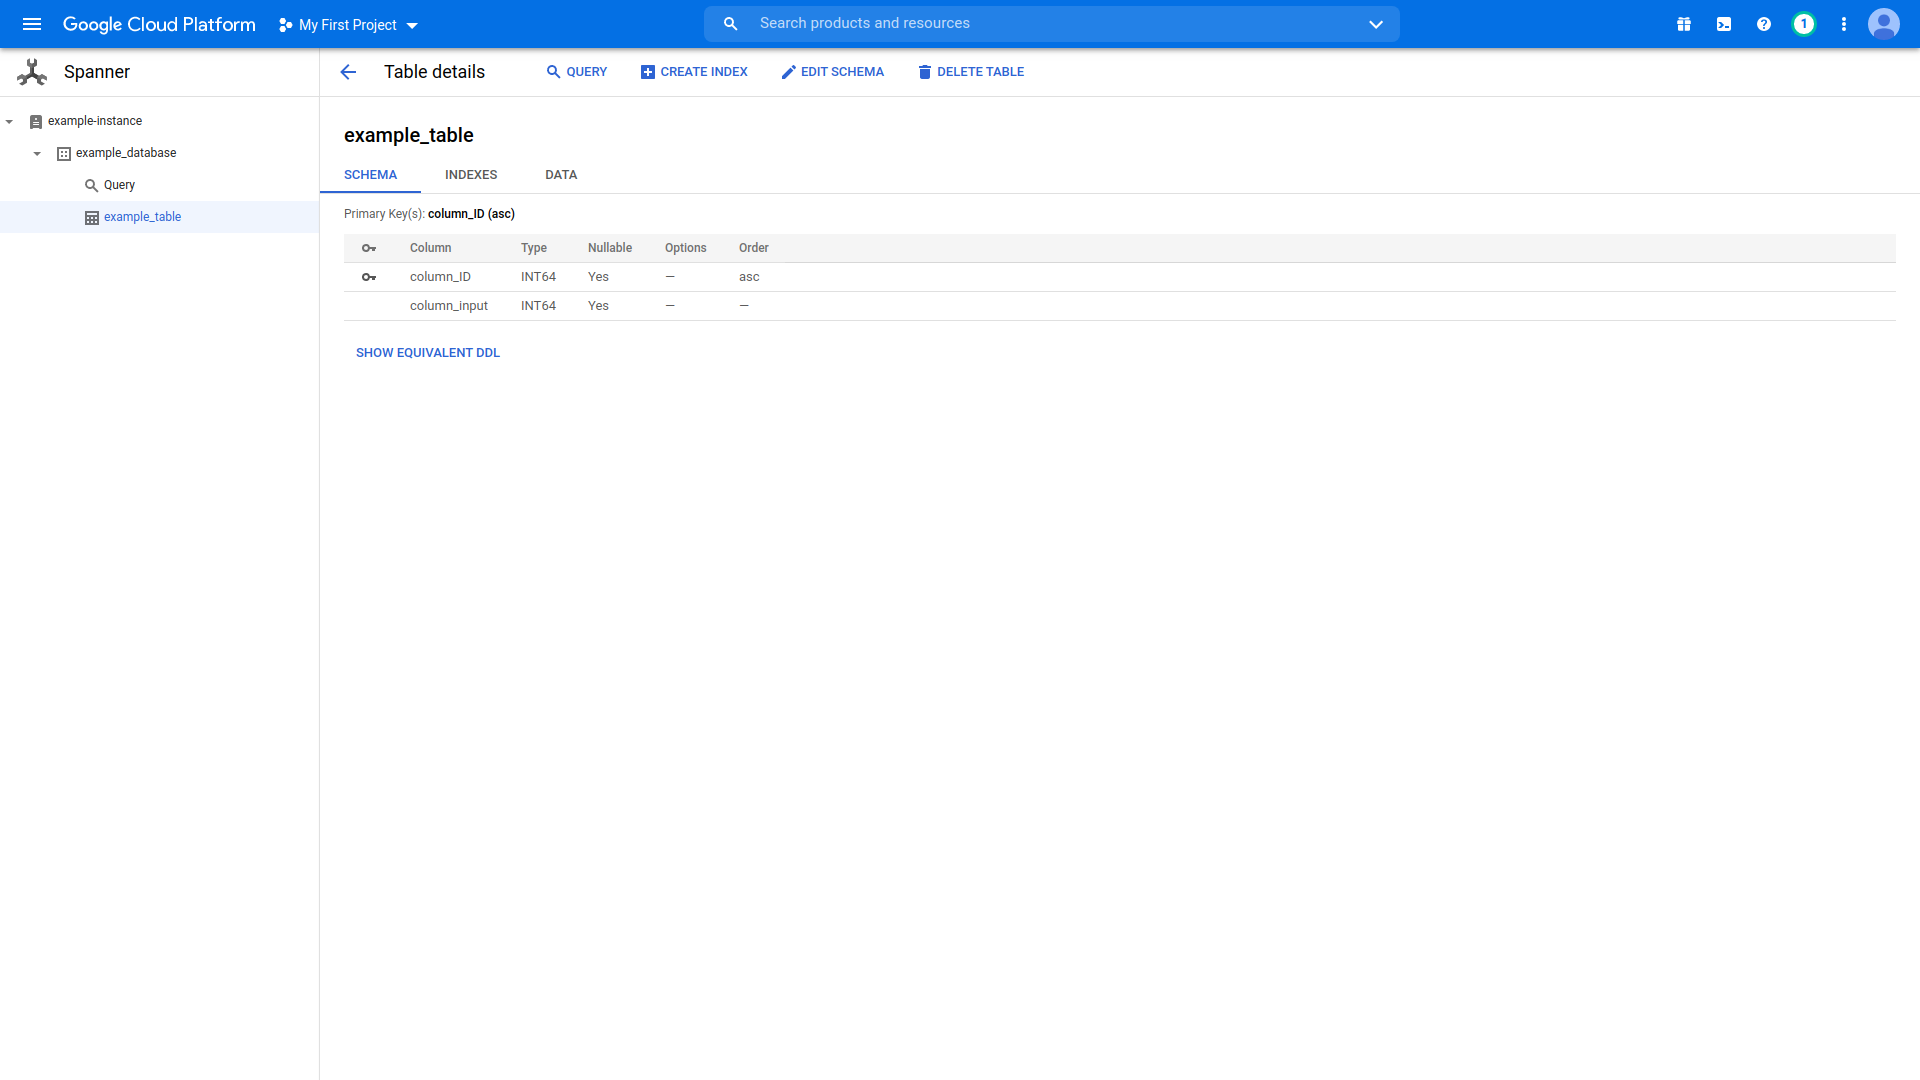 Google Cloud Platform My First Project Search products and resources 1
Spanner Table details QUERY CREATE INDEX EDIT SCHEMA DELETE TABLE
example-instance
example_database
Query
example_table
example_table
SCHEMA INDEXES DATA
Primary Key(s): column_ID (asc)
Column Type Nullable Options Order
column_ID INT64 Yes — asc
column_input INT64 Yes — —
SHOW EQUIVALENT DDL